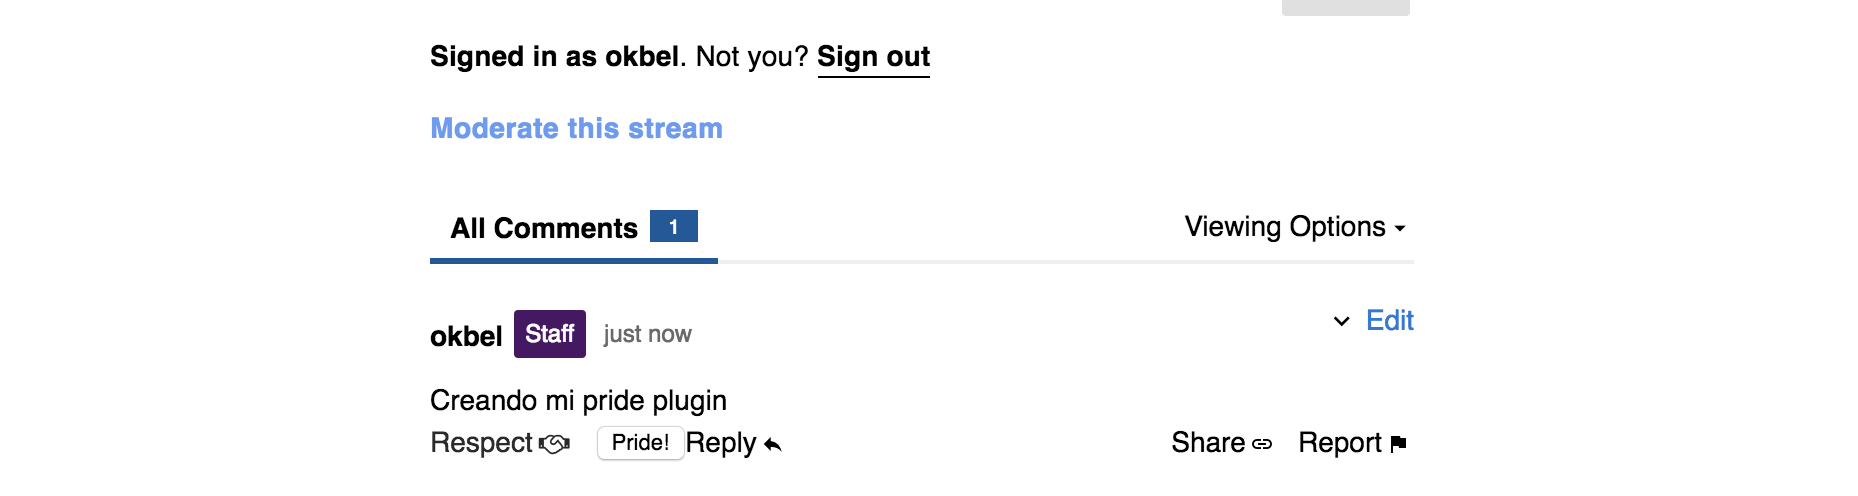 Signed in as okbel. Not you? Sign out
Moderate this stream
All Comments 1
Viewing Options
okbel Staff just now
Edit
Creando mi pride plugin
Respect Pride! Reply Share Report